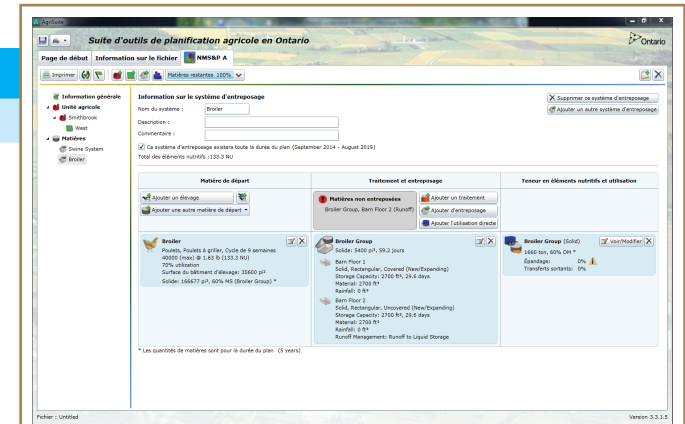 AgriSuite
Suite d'outils de planification agricole en Ontario
Ontario
Page de début Information sur le fichier NMS&P A
Imprimer Matières restantes 100%
Information générale
Unité agricole
Smithbrook
West
Matières
Swine System
Broiler
Information sur le système d'entreposage
Nom du système : Broiler
Description :
Commentaire :
Ce système d'entreposage existera toute la durée du plan (September 2014 - August 2019)
Total des éléments nutritifs :133.3 NU
Supprimer ce système d'entreposage
Ajouter un autre système d'entreposage
Matière de départ
Ajouter un élevage
Ajouter une autre matière de départ
Broiler
Poulets, Poulets à griller, Cycle de 9 semaines
40000 (max) @ 1.63 lb (133.3 NU)
70% utilization
Surface du bâtiment d'élevage: 35600 pi²
Solide: 166677 pi³, 60% MS (Broiler Group) *
Traitement et entreposage
Matières non entreposées
Broiler Group, Barn Floor 2 (Runoff)
Ajouter un traitement
Ajouter d'entreposage
Ajouter l'utilisation directe
Broiler Group
Solide: 5400 pi³, 59.2 jours
Barn Floor 1
Solid, Rectangular, Covered (New/Expanding)
Storage Capacity: 2700 ft³, 29.6 days
Material: 2700 ft³
Rainfall: 0 ft³
Barn Floor 2
Solid, Rectangular, Uncovered (New/Expanding)
Storage Capacity: 2700 ft³, 29.6 days
Material: 2700 ft³
Rainfall: 0 ft³
Runoff Management: Runoff to Liquid Storage
Teneur en éléments nutritifs et utilisation
Broiler Group (Solid)
Voir/Modifier
1660 ton, 60% DM *
Épandage: 0%
Transferts sortants: 0%
* Les quantités de matières sont pour la durée du plan (5 years)
Fichier : Untitled
Version 3.3.1.5